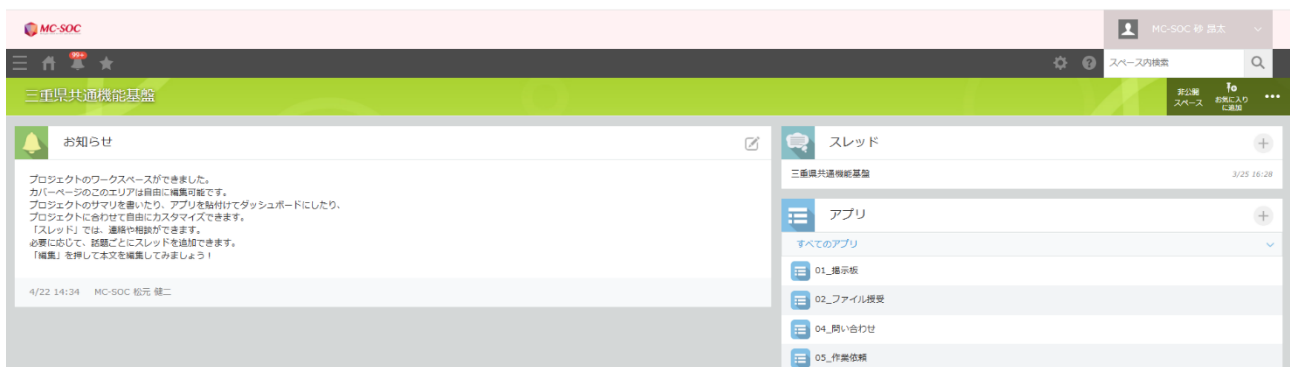 MC-SOC
MC-SOC 砂
99+
スペース内検索
三重県共通機能基盤
非公開
スペース
お気に入り
に追加
お知らせ
プロジェクトのワークスペースができました。
カバーページのこのエリアは自由に編集可能です。
プロジェクトのサマリを書いたり、アプリを貼付けてダッシュボードにしたり、
プロジェクトに合わせて自由にカスタマイズできます。
「スレッド」では、連絡や相談ができます。
必要に応じて、話題ごとにスレッドを追加できます。
「編集」を押して本文を編集してみましょう！
4/22 14:34 MC-SOC 松元 健二
スレッド
三重県共通機能基盤 3/25 16:28
アプリ
すべてのアプリ
01_掲示板
02_ファイル授受
04_問い合わせ
05_作業依頼